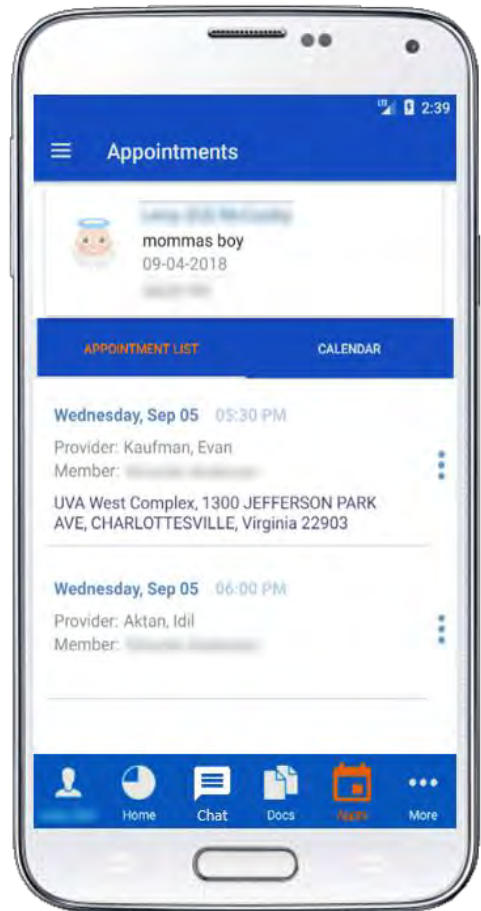 LTE 2:39
Appointments
mommas boy
09-04-2018
APPOINTMENT LIST
CALENDAR
Wednesday, Sep 05 05:30 PM
Provider: Kaufman, Evan
Member:
UVA West Complex, 1300 JEFFERSON PARK
AVE, CHARLOTTESVILLE, Virginia 22903
Wednesday, Sep 05 06:00 PM
Provider: Aktan, Idil
Member:
Home
Chat
Docs
Appts
More